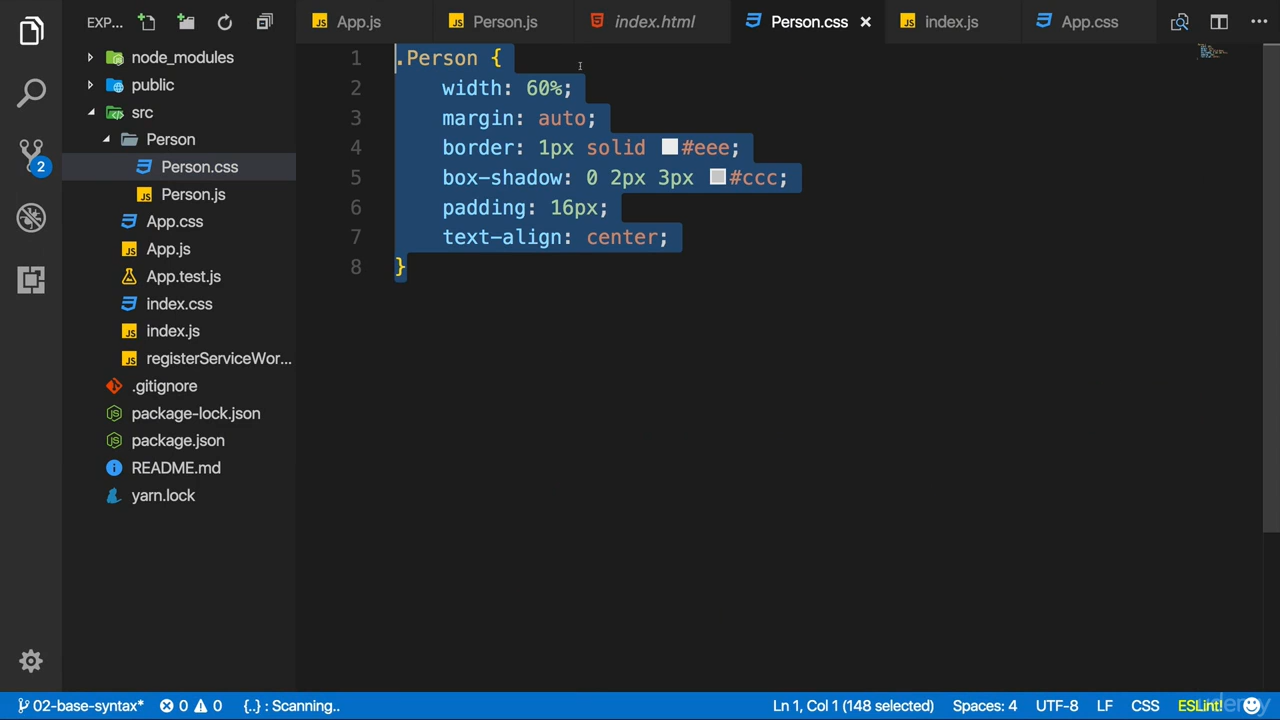 EXP...
App.js
Person.js
index.html
Person.css
index.js
App.css
node_modules
public
src
Person
Person.css
Person.js
App.css
App.js
App.test.js
index.css
index.js
registerServiceWor...
.gitignore
package-lock.json
package.json
README.md
yarn.lock
2
1 .Person {
2 width: 60%;
3 margin: auto;
4 border: 1px solid #eee;
5 box-shadow: 0 2px 3px #ccc;
6 padding: 16px;
7 text-align: center;
8 }
02-base-syntax* 0 0 {..} : Scanning.. Ln 1, Col 1 (148 selected) Spaces: 4 UTF-8 LF CSS ESLint!
udemy